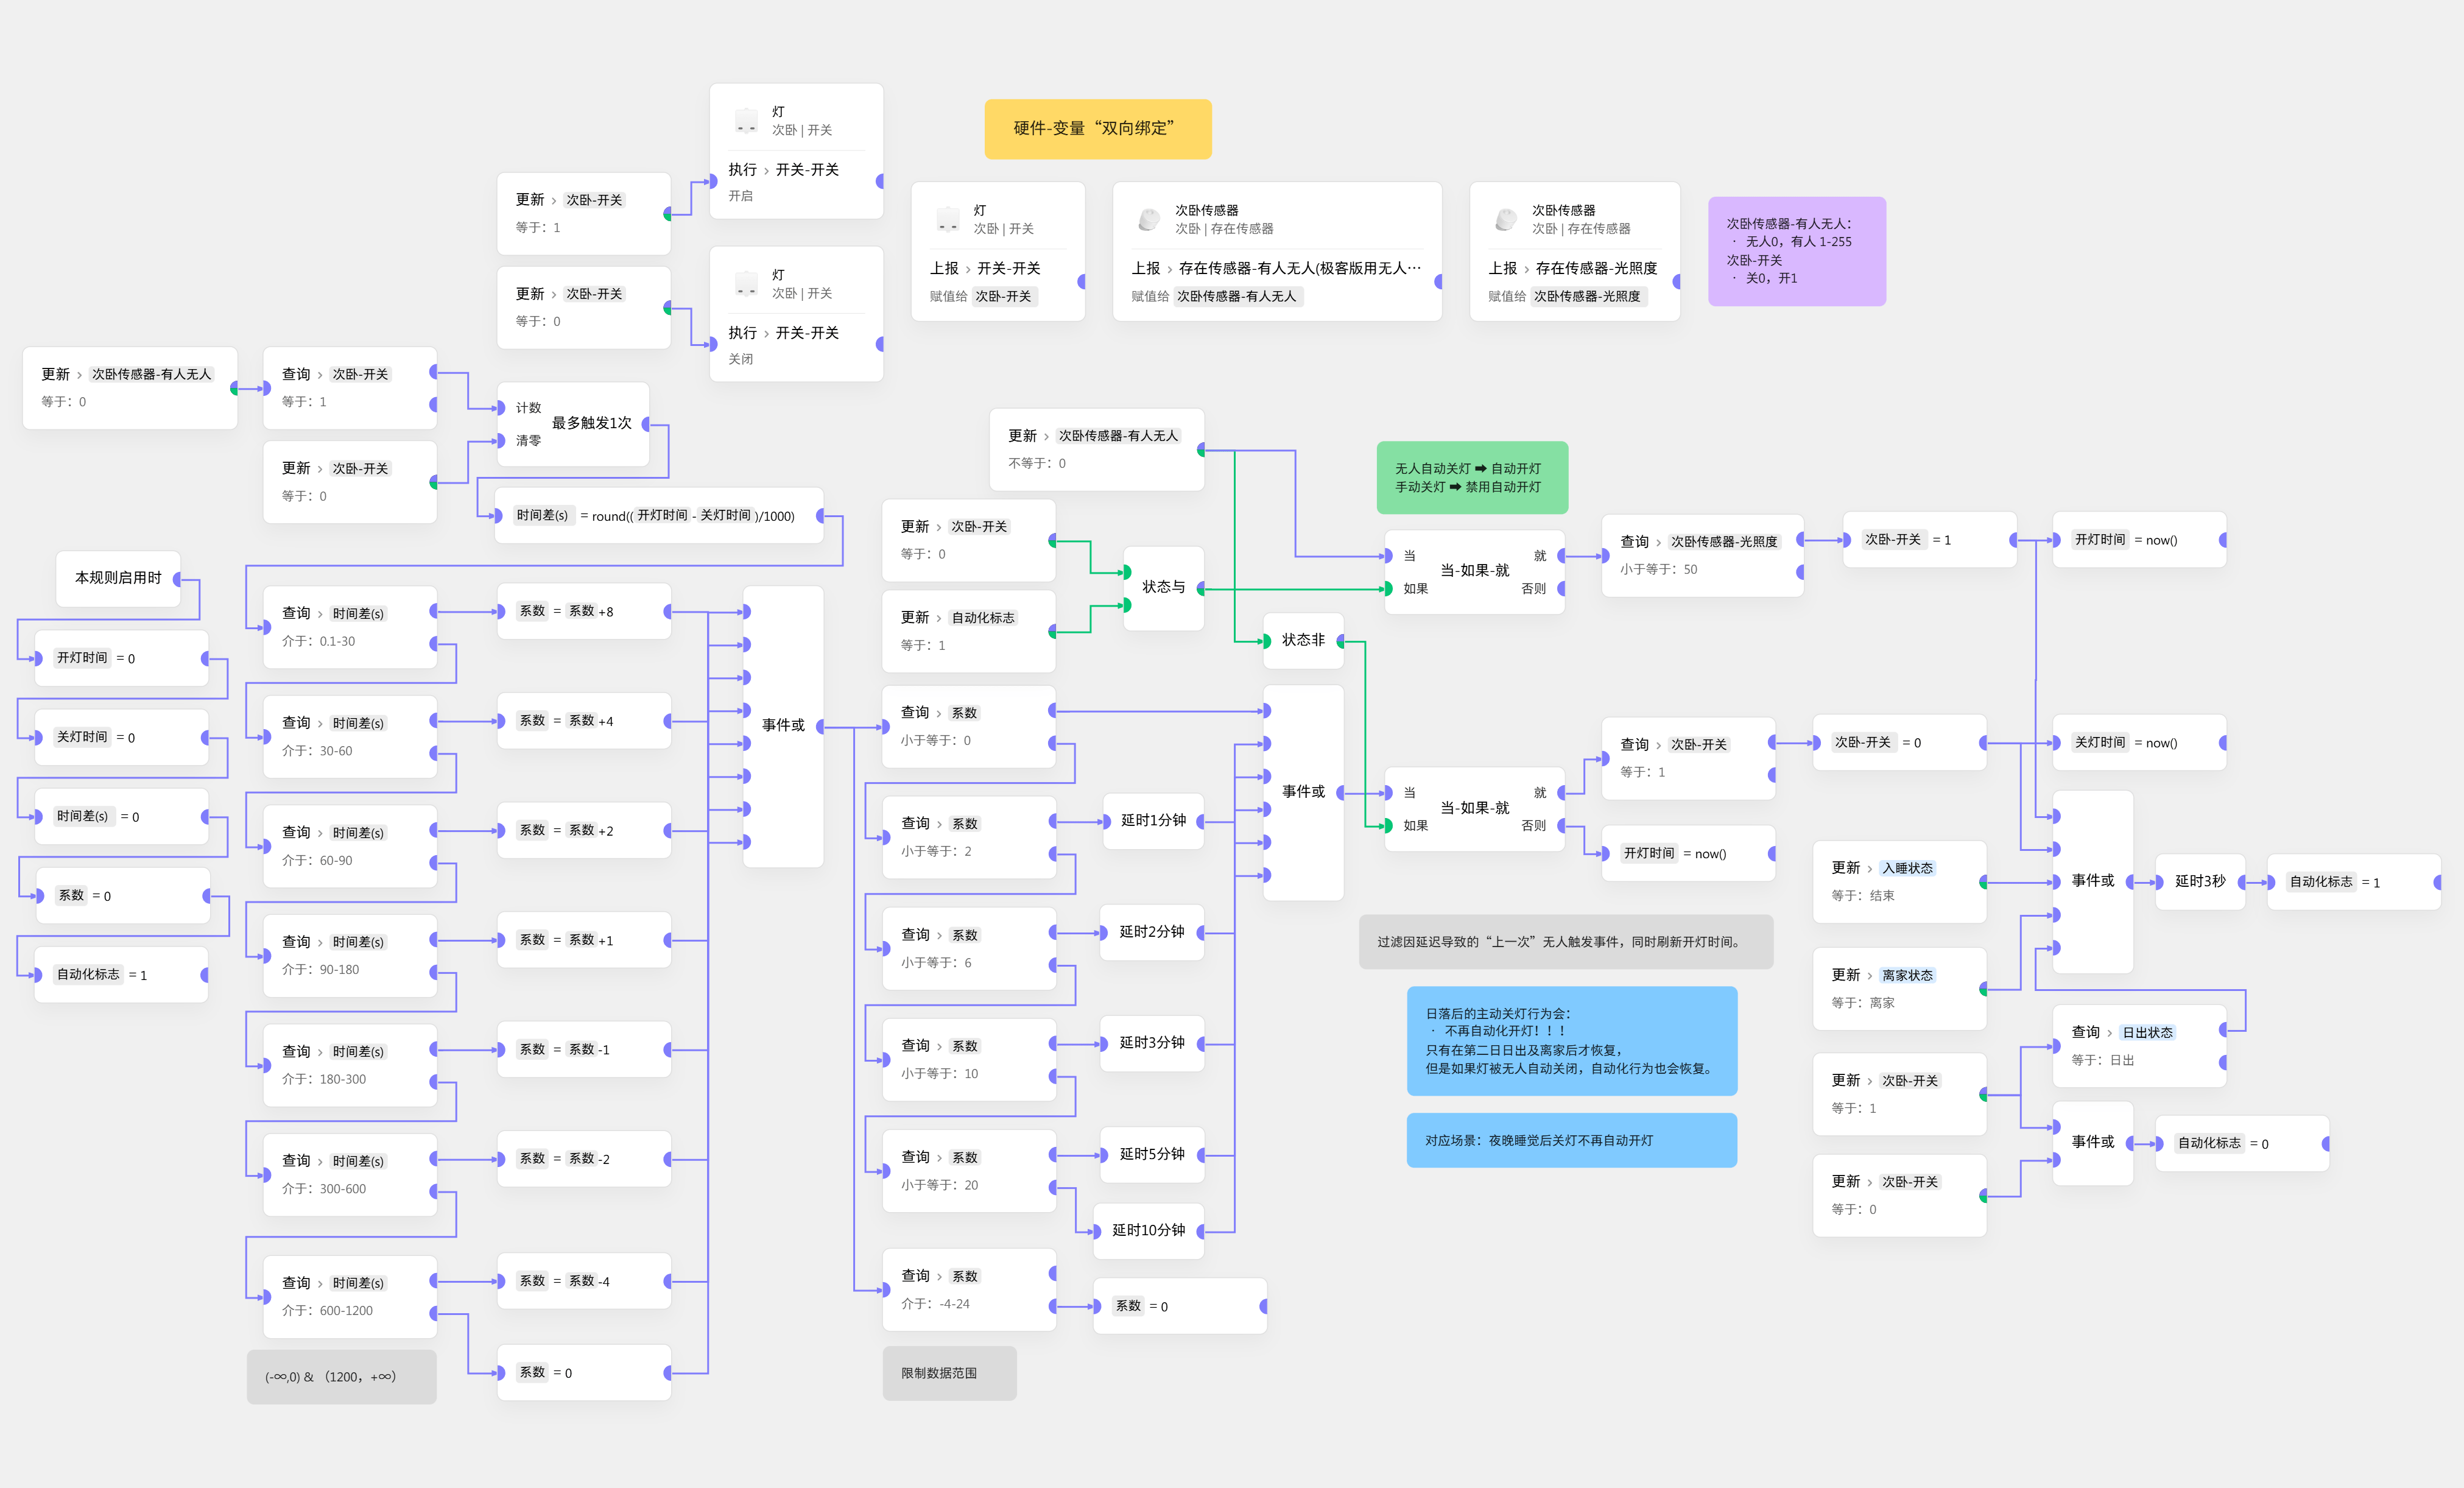 灯
次卧 | 开关
执行 › 开关-开关
开启
更新 › 次卧-开关
等于：1
灯
次卧 | 开关
执行 › 开关-开关
关闭
更新 › 次卧-开关
等于：0
硬件-变量“双向绑定”
灯
次卧 | 开关
上报 › 开关-开关
赋值给 次卧-开关
次卧传感器
次卧 | 存在传感器
上报 › 存在传感器-有人无人(极客版用无人…
赋值给 次卧传感器-有人无人
次卧传感器
次卧 | 存在传感器
上报 › 存在传感器-光照度
赋值给 次卧传感器-光照度
次卧传感器-有人无人：
· 无人0，有人 1-255
次卧-开关
· 关0，开1
更新 › 次卧传感器-有人无人
等于：0
查询 › 次卧-开关
等于：1
更新 › 次卧-开关
等于：0
计数
最多触发1次
清零
时间差(s) = round((开灯时间-关灯时间)/1000)
本规则启用时
开灯时间 = 0
关灯时间 = 0
时间差(s) = 0
系数 = 0
自动化标志 = 1
查询 › 时间差(s)
介于：0.1-30
系数 = 系数+8
查询 › 时间差(s)
介于：30-60
系数 = 系数+4
查询 › 时间差(s)
介于：60-90
系数 = 系数+2
查询 › 时间差(s)
介于：90-180
系数 = 系数+1
查询 › 时间差(s)
介于：180-300
系数 = 系数-1
查询 › 时间差(s)
介于：300-600
系数 = 系数-2
查询 › 时间差(s)
介于：600-1200
系数 = 系数-4
系数 = 0
(-∞,0) & （1200，+∞）
事件或
更新 › 次卧传感器-有人无人
不等于：0
更新 › 次卧-开关
等于：0
更新 › 自动化标志
等于：1
状态与
状态非
查询 › 系数
小于等于：0
查询 › 系数
小于等于：2
延时1分钟
查询 › 系数
小于等于：6
延时2分钟
查询 › 系数
小于等于：10
延时3分钟
查询 › 系数
小于等于：20
延时5分钟
延时10分钟
查询 › 系数
介于：-4-24
系数 = 0
限制数据范围
事件或
无人自动关灯 ➡ 自动开灯
手动关灯 ➡ 禁用自动开灯
当
就
当-如果-就
如果
否则
查询 › 次卧传感器-光照度
小于等于：50
次卧-开关 = 1
开灯时间 = now()
当
就
当-如果-就
如果
否则
查询 › 次卧-开关
等于：1
开灯时间 = now()
次卧-开关 = 0
关灯时间 = now()
过滤因延迟导致的“上一次”无人触发事件，同时刷新开灯时间。
日落后的主动关灯行为会：
· 不再自动化开灯！！！
只有在第二日日出及离家后才恢复，
但是如果灯被无人自动关闭，自动化行为也会恢复。
对应场景：夜晚睡觉后关灯不再自动开灯
更新 › 入睡状态
等于：结束
更新 › 离家状态
等于：离家
事件或
延时3秒
自动化标志 = 1
更新 › 次卧-开关
等于：1
查询 › 日出状态
等于：日出
更新 › 次卧-开关
等于：0
事件或
自动化标志 = 0